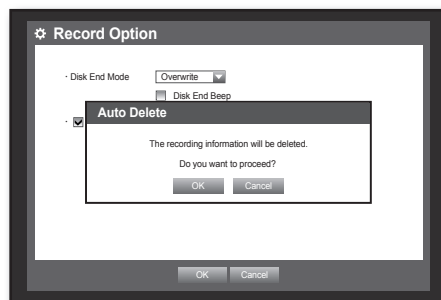 Record Option
· Disk End Mode Overwrite
Disk End Beep
·
Auto Delete
The recording information will be deleted.
Do you want to proceed?
OK Cancel
OK Cancel